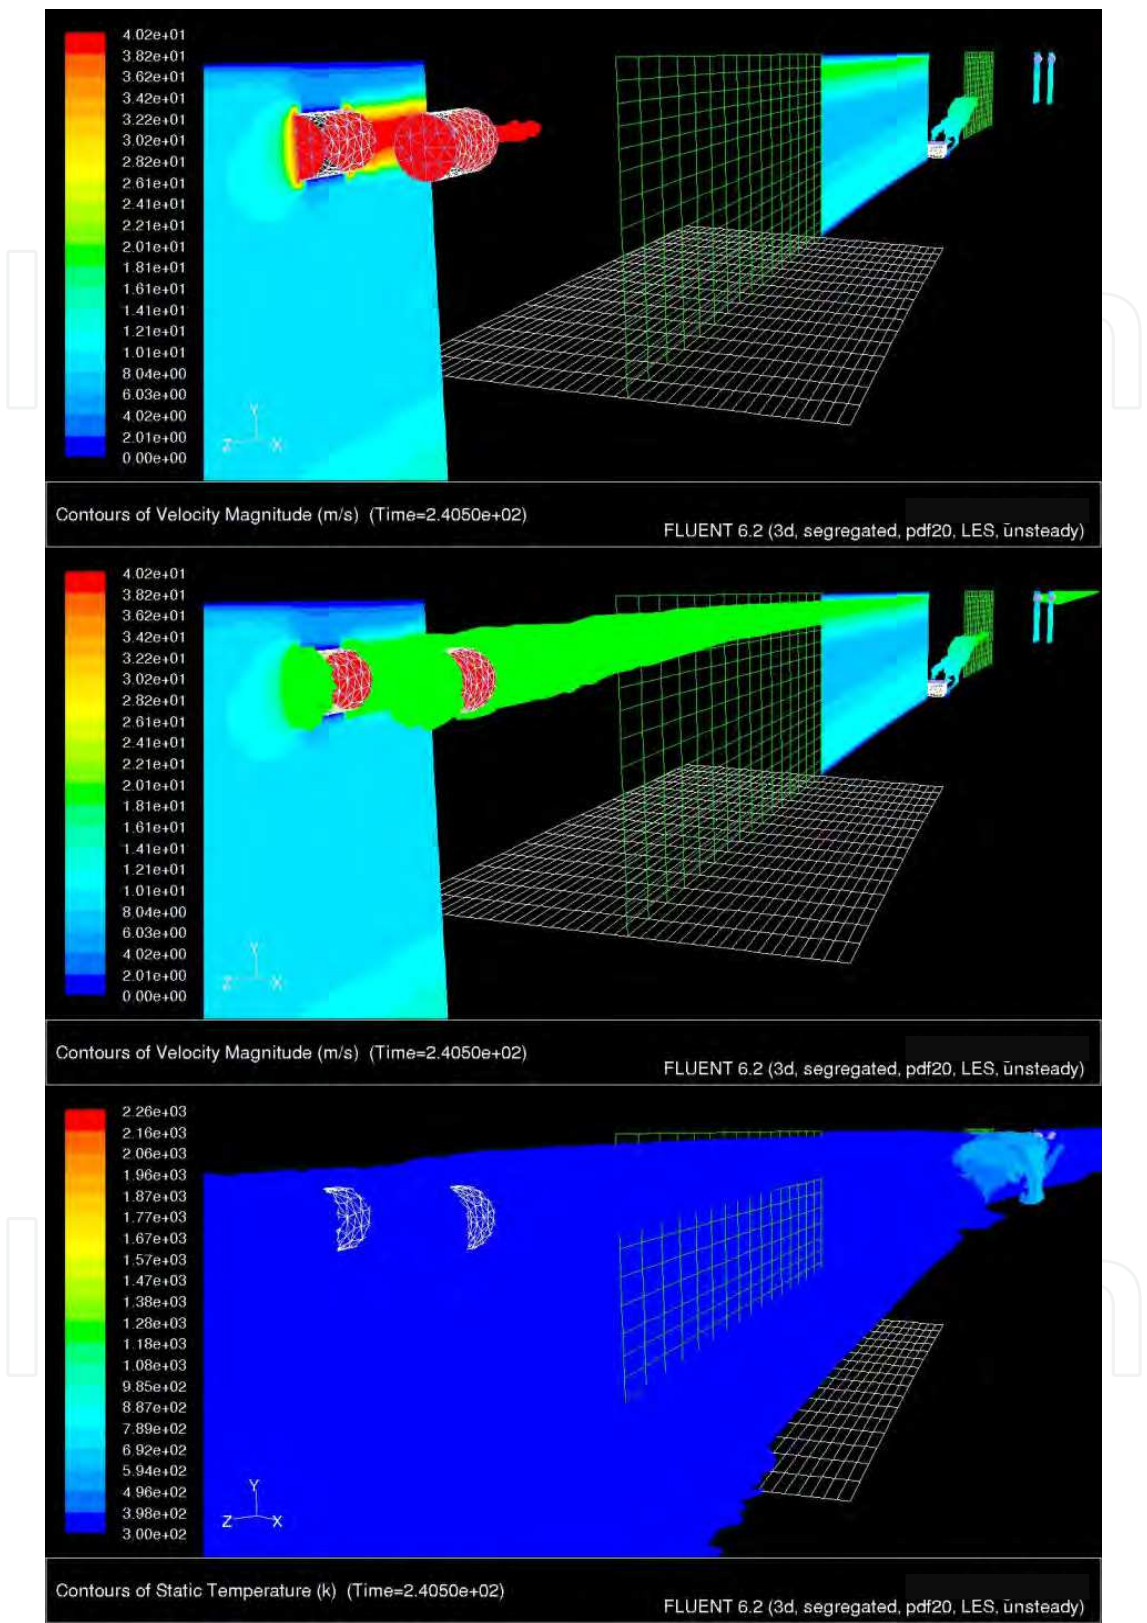 4.02e+01
3.82e+01
3.62e+01
3.42e+01
3.22e+01
3.02e+01
2.82e+01
2.61e+01
2.41e+01
2.21e+01
2.01e+01
1.81e+01
1.61e+01
1.41e+01
1.21e+01
1.01e+01
8.04e+00
6.03e+00
4.02e+00
2.01e+00
0.00e+00
Y
Z X
Contours of Velocity Magnitude (m/s) (Time=2.4050e+02)
FLUENT 6.2 (3d, segregated, pdf20, LES, unsteady)
4.02e+01
3.82e+01
3.62e+01
3.42e+01
3.22e+01
3.02e+01
2.82e+01
2.61e+01
2.41e+01
2.21e+01
2.01e+01
1.81e+01
1.61e+01
1.41e+01
1.21e+01
1.01e+01
8.04e+00
6.03e+00
4.02e+00
2.01e+00
0.00e+00
Y
Z X
Contours of Velocity Magnitude (m/s) (Time=2.4050e+02)
FLUENT 6.2 (3d, segregated, pdf20, LES, unsteady)
2.26e+03
2.16e+03
2.06e+03
1.96e+03
1.87e+03
1.77e+03
1.67e+03
1.57e+03
1.47e+03
1.38e+03
1.28e+03
1.18e+03
1.08e+03
9.85e+02
8.87e+02
7.89e+02
6.92e+02
5.94e+02
4.96e+02
3.98e+02
3.00e+02
Y
Z X
Contours of Static Temperature (k) (Time=2.4050e+02)
FLUENT 6.2 (3d, segregated, pdf20, LES, unsteady)